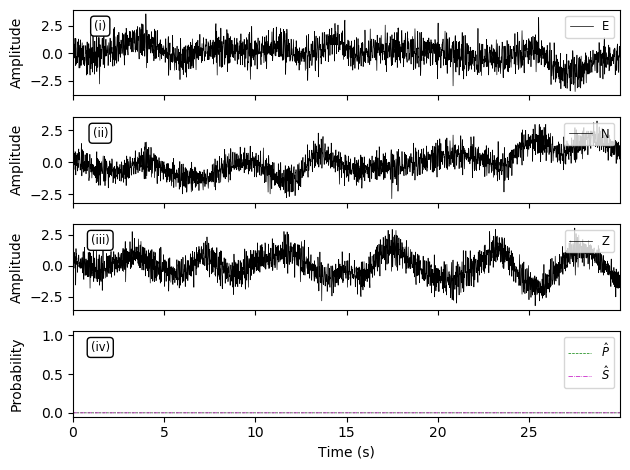 (i)
E
2.5
0.0
−2.5
Amplitude
(ii)
N
2.5
0.0
−2.5
Amplitude
(iii)
Z
2.5
0.0
−2.5
Amplitude
(iv)
P̂
Ŝ
1.0
0.5
0.0
Probability
0 5 10 15 20 25
Time (s)